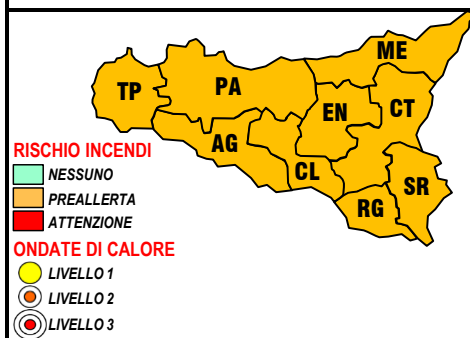 ME
TP
PA
EN
CT
AG
CL
SR
RG
RISCHIO INCENDI
NESSUNO
PREALLERTA
ATTENZIONE
ONDATE DI CALORE
LIVELLO 1
LIVELLO 2
LIVELLO 3